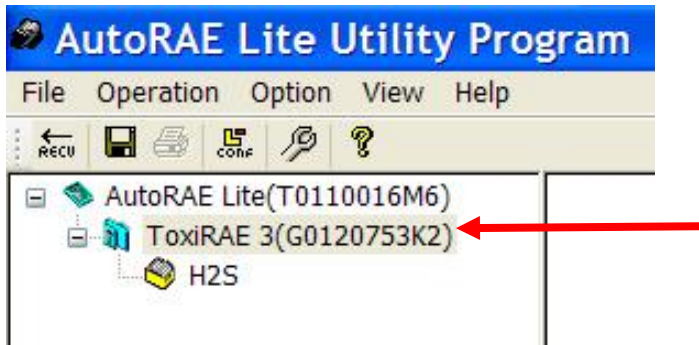 AutoRAE Lite Utility Program
File Operation Option View Help
RECV CONF ?
AutoRAE Lite(T0110016M6)
ToxiRAE 3(G0120753K2)
H2S